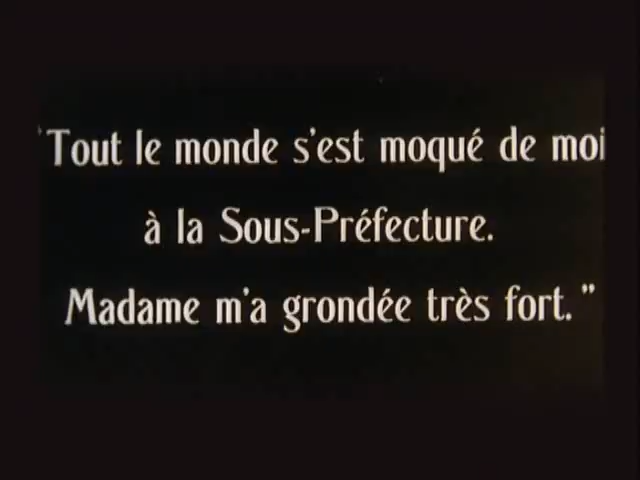 "Tout le monde s'est moqué de moi
à la Sous-Préfecture.
Madame m'a grondée très fort."